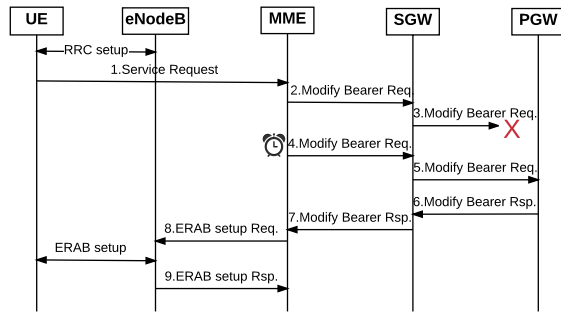 UE eNodeB MME SGW PGW
RRC setup
1.Service Request
2.Modify Bearer Req.
3.Modify Bearer Req.
4.Modify Bearer Req.
5.Modify Bearer Req.
6.Modify Bearer Rsp.
7.Modify Bearer Rsp.
8.ERAB setup Req.
ERAB setup
9.ERAB setup Rsp.